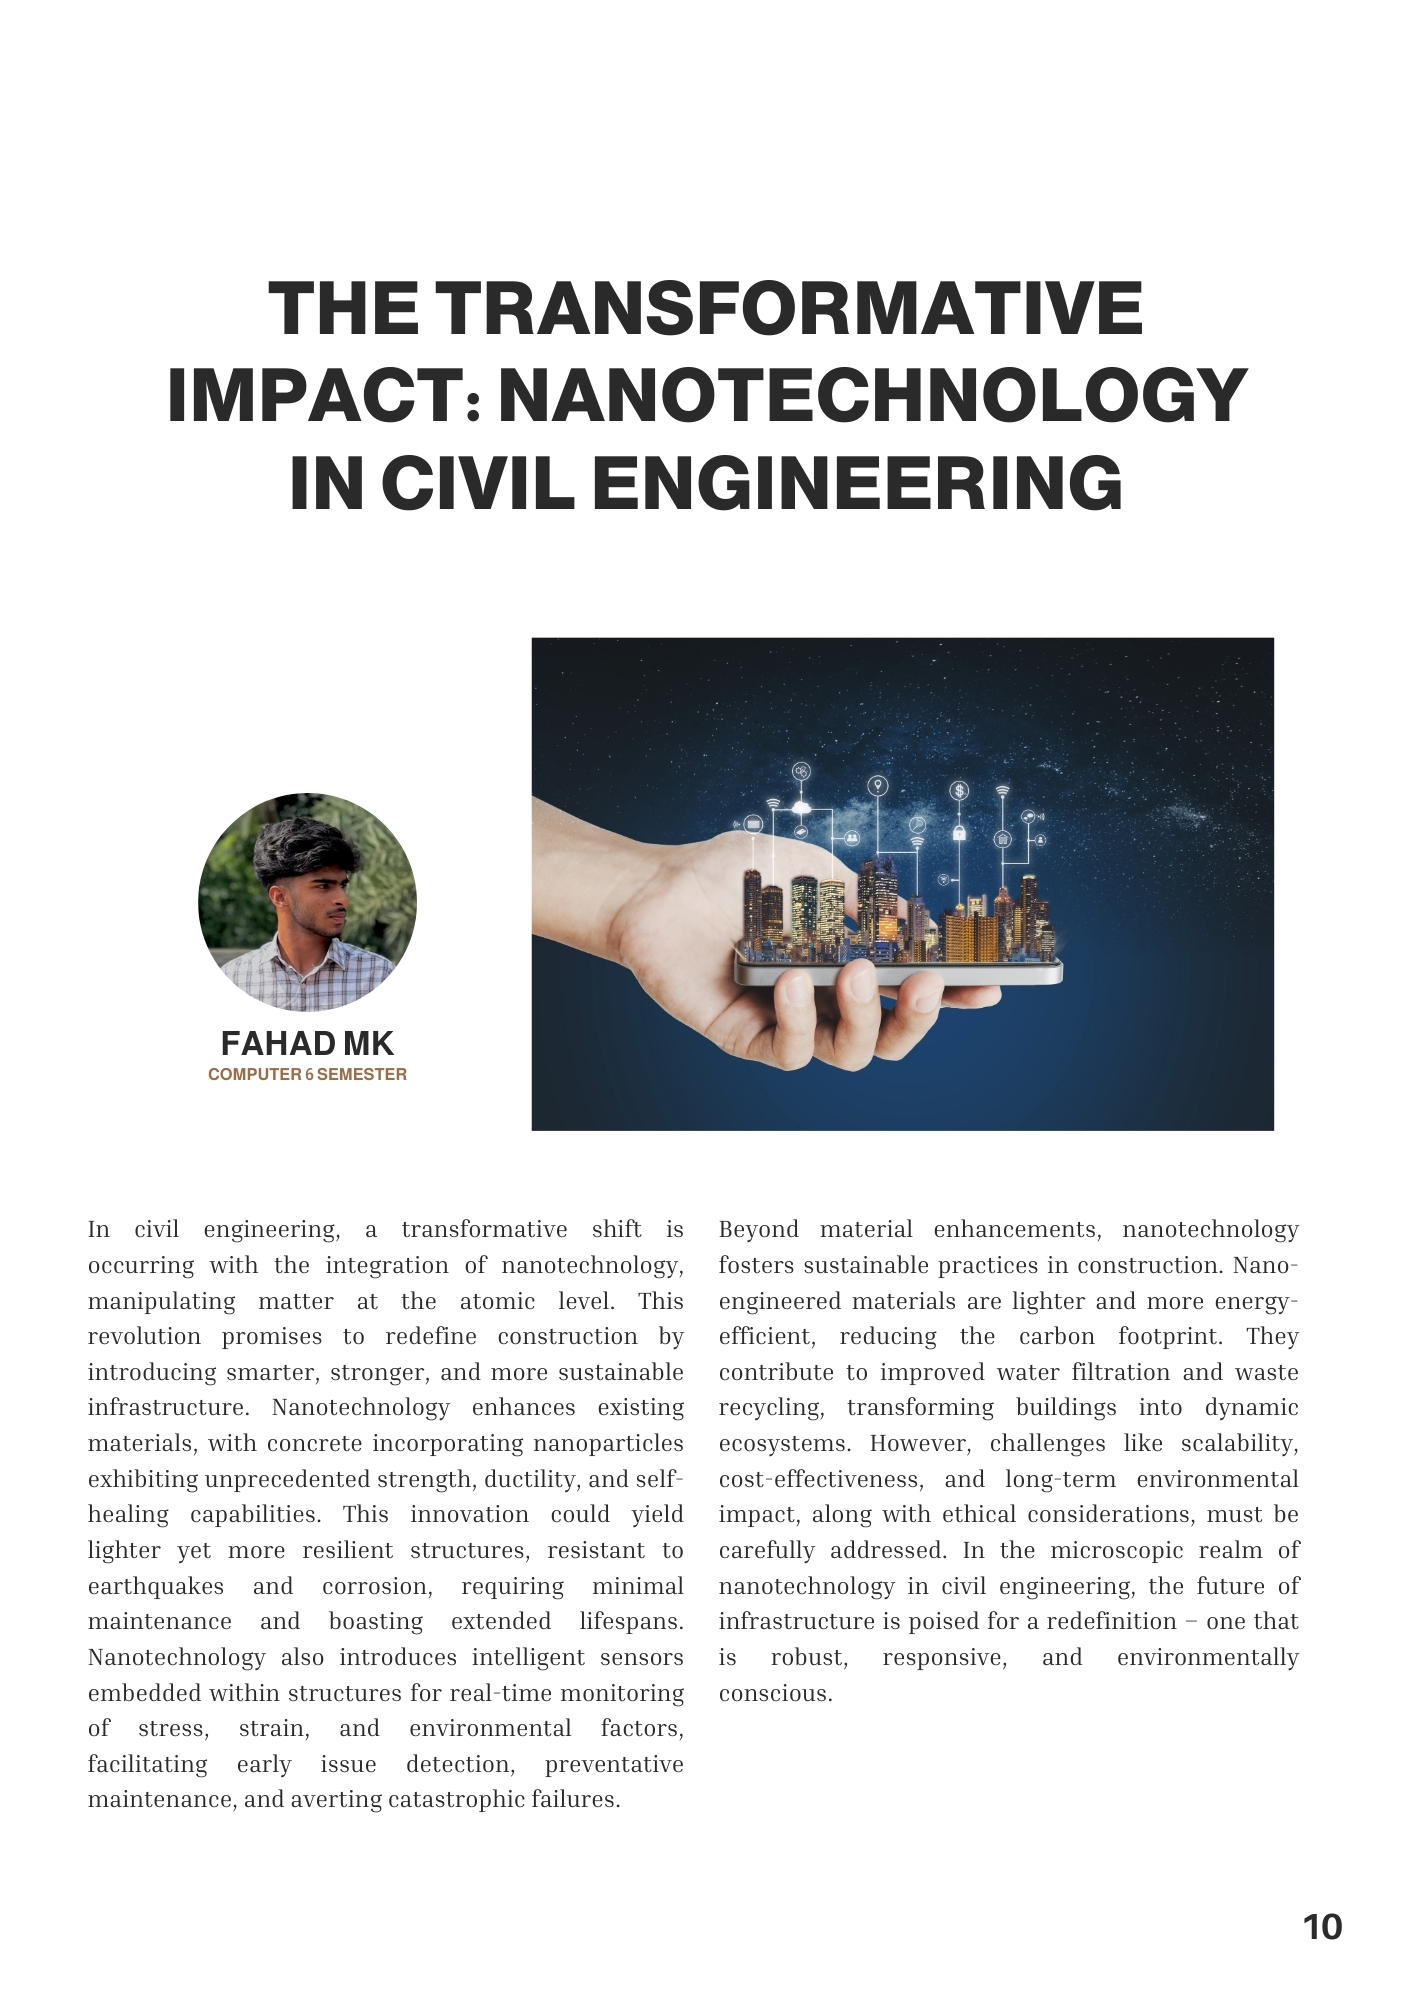 THE TRANSFORMATIVE
IMPACT: NANOTECHNOLOGY
IN CIVIL ENGINEERING
FAHAD MK
COMPUTER 6 SEMESTER
In civil engineering, a transformative shift is
occurring with the integration of nanotechnology,
manipulating matter at the atomic level. This
revolution promises to redefine construction by
introducing smarter, stronger, and more sustainable
infrastructure. Nanotechnology enhances existing
materials, with concrete incorporating nanoparticles
exhibiting unprecedented strength, ductility, and self-
healing capabilities. This innovation could yield
lighter yet more resilient structures, resistant to
earthquakes and corrosion, requiring minimal
maintenance and boasting extended lifespans.
Nanotechnology also introduces intelligent sensors
embedded within structures for real-time monitoring
of stress, strain, and environmental factors,
facilitating early issue detection, preventative
maintenance, and averting catastrophic failures.
Beyond material enhancements, nanotechnology
fosters sustainable practices in construction. Nano-
engineered materials are lighter and more energy-
efficient, reducing the carbon footprint. They
contribute to improved water filtration and waste
recycling, transforming buildings into dynamic
ecosystems. However, challenges like scalability,
cost-effectiveness, and long-term environmental
impact, along with ethical considerations, must be
carefully addressed. In the microscopic realm of
nanotechnology in civil engineering, the future of
infrastructure is poised for a redefinition – one that
is robust, responsive, and environmentally
conscious.
10